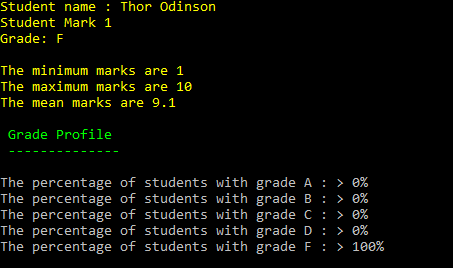 Student name : Thor Odinson
Student Mark 1
Grade: F
The minimum marks are 1
The maximum marks are 10
The mean marks are 9.1
Grade Profile
--------------
The percentage of students with grade A : > 0%
The percentage of students with grade B : > 0%
The percentage of students with grade C : > 0%
The percentage of students with grade D : > 0%
The percentage of students with grade F : > 100%